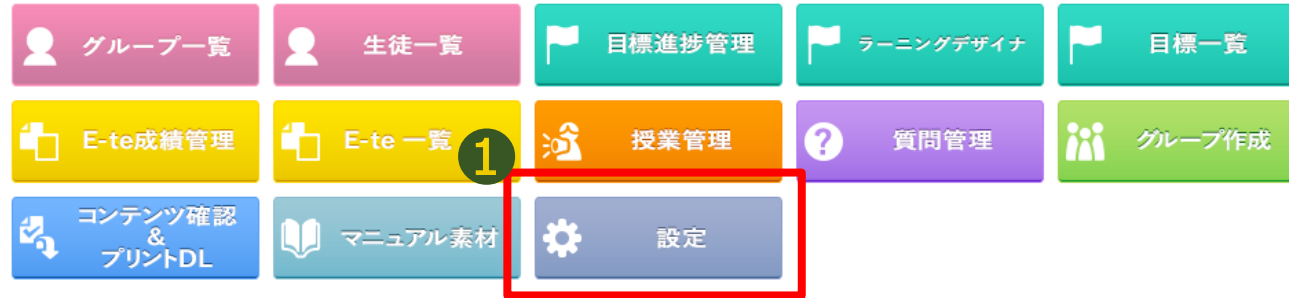 グループ一覧
生徒一覧
目標進捗管理
ラーニングデザイナ
目標一覧
E-te成績管理
E-te 一覧
授業管理
?
質問管理
グループ作成
1
コンテンツ確認
&
プリントDL
マニュアル素材
設定